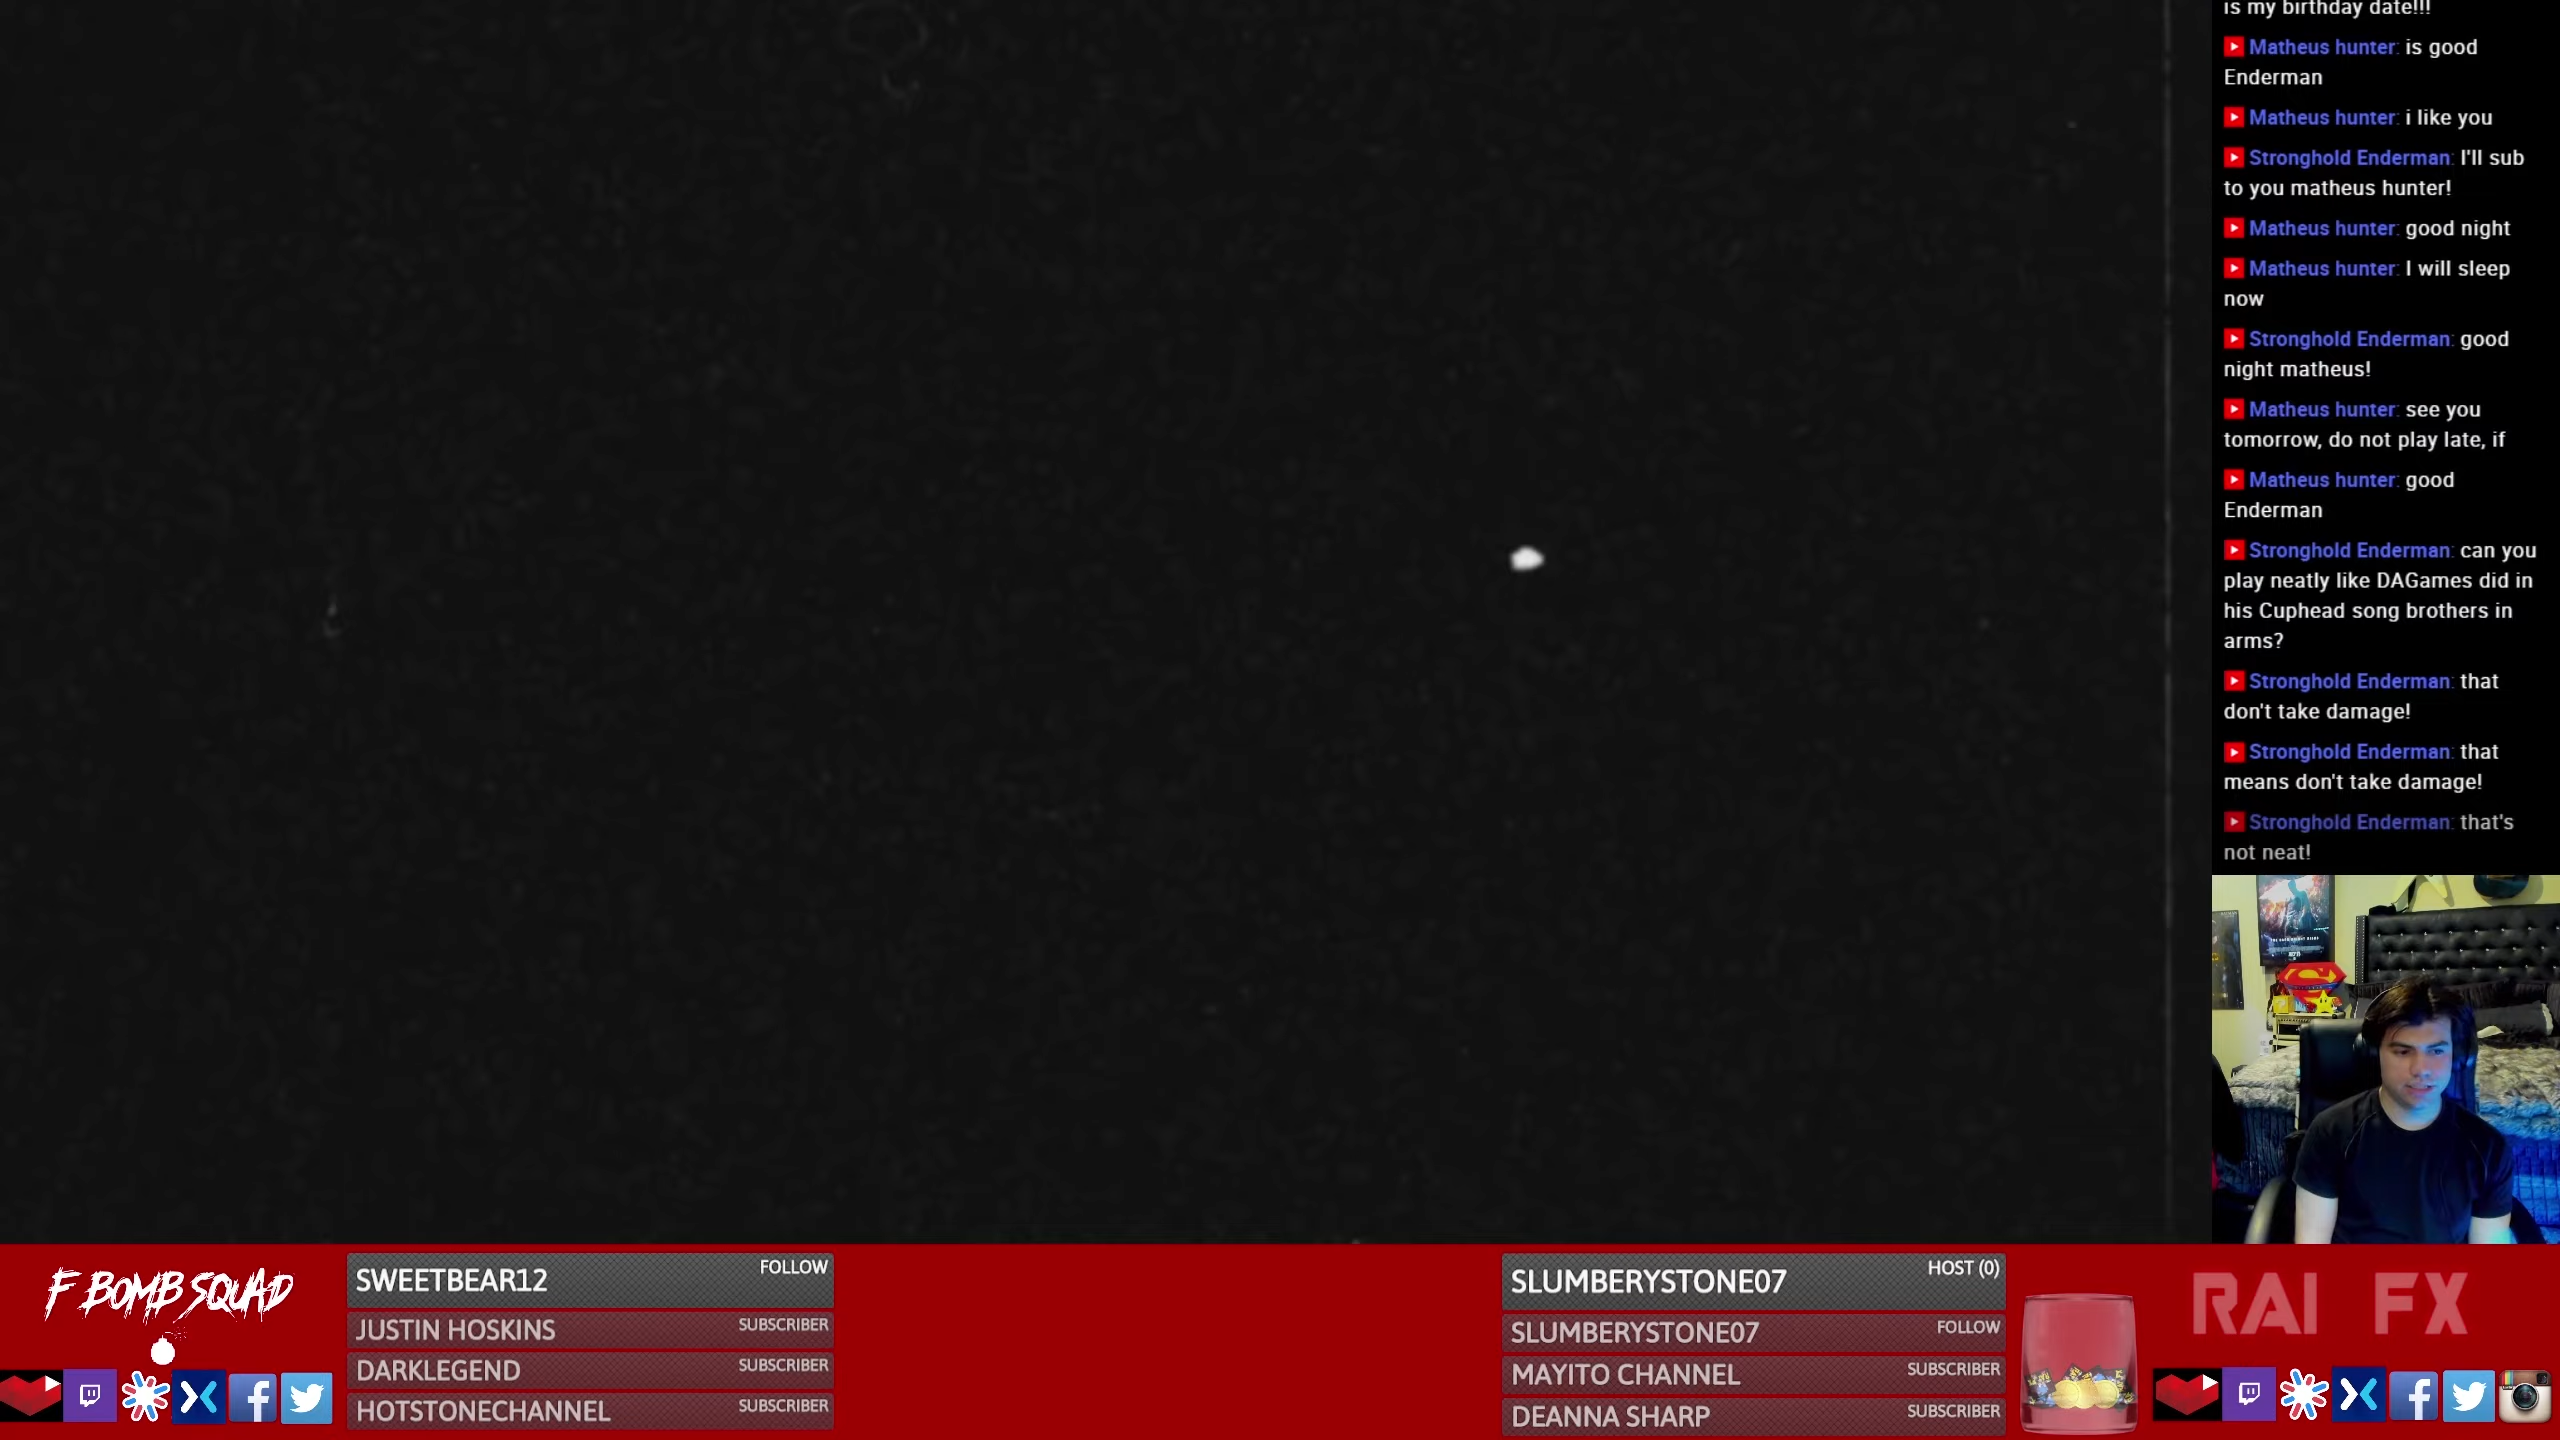 is my birthday date!!!
Matheus hunter: is good
Enderman
Matheus hunter: i like you
Stronghold Enderman: I'll sub
to you matheus hunter!
Matheus hunter: good night
Matheus hunter: I will sleep
now
Stronghold Enderman: good
night matheus!
Matheus hunter: see you
tomorrow, do not play late, if
Matheus hunter: good
Enderman
Stronghold Enderman: can you
play neatly like DAGames did in
his Cuphead song brothers in
arms?
Stronghold Enderman: that
don't take damage!
Stronghold Enderman: that
means don't take damage!
Stronghold Enderman: that's
not neat!
F BOMB SQUAD
SWEETBEAR12 FOLLOW
JUSTIN HOSKINS SUBSCRIBER
DARKLEGEND SUBSCRIBER
HOTSTONECHANNEL SUBSCRIBER
SLUMBERYSTONE07 HOST (0)
SLUMBERYSTONE07 FOLLOW
MAYITO CHANNEL SUBSCRIBER
DEANNA SHARP SUBSCRIBER
RAI FX